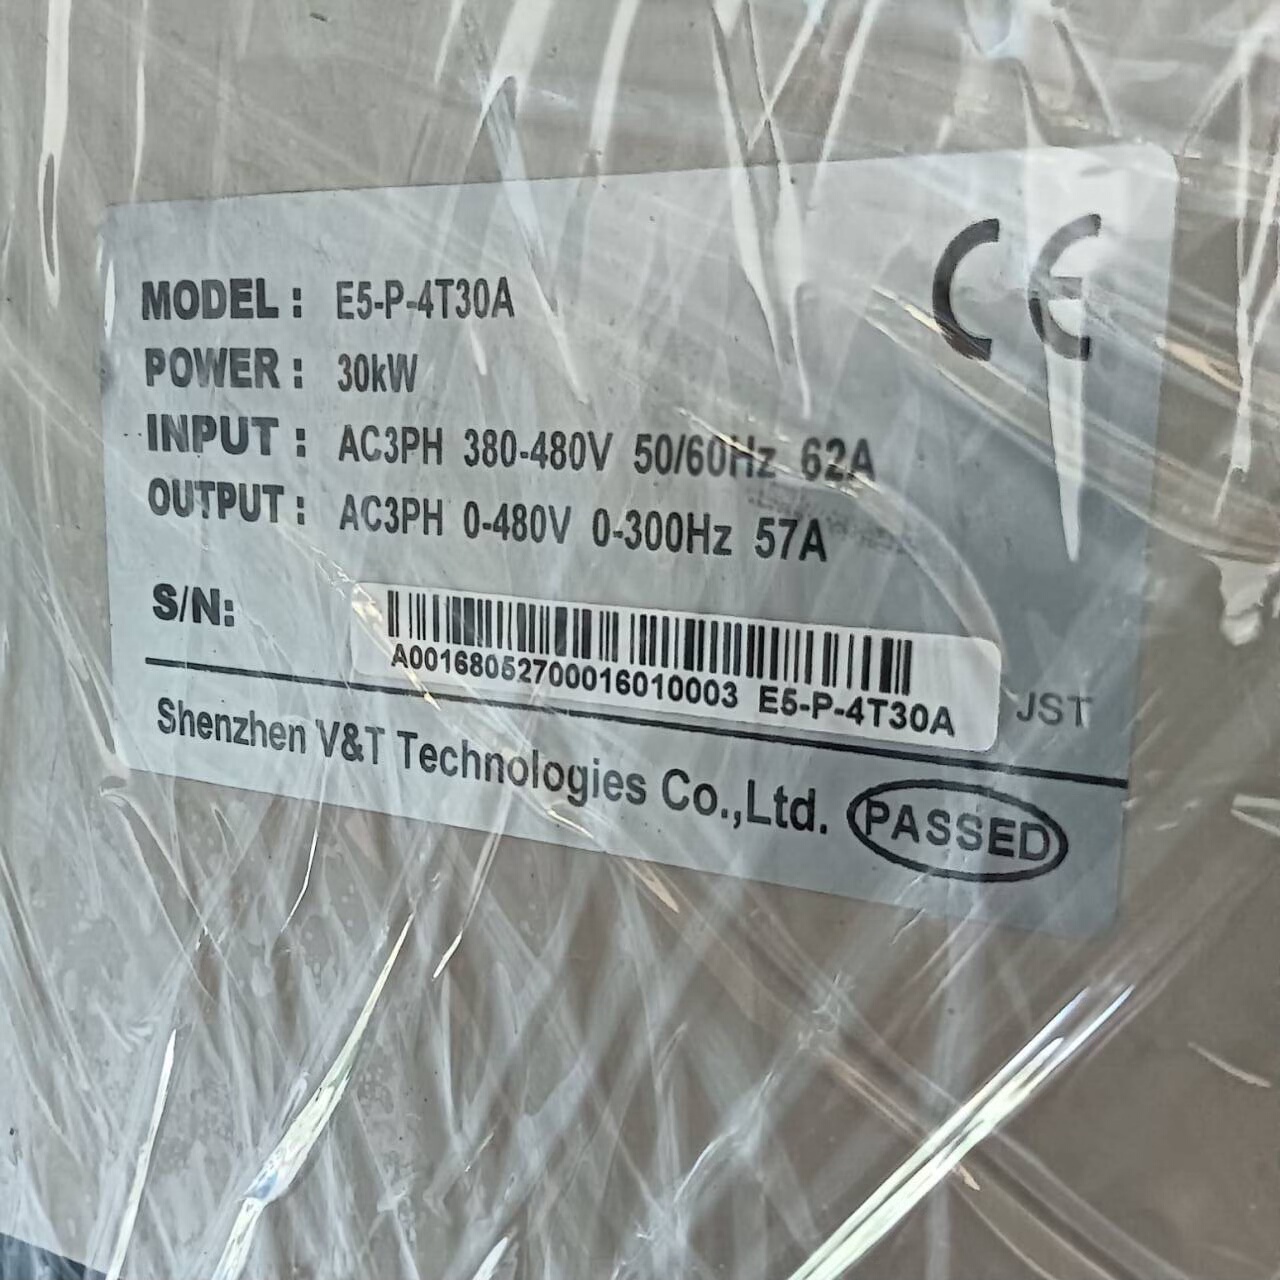 CE
MODEL: E5-P-4T30A
POWER: 30kW
INPUT: AC3PH 380-480V 50/60Hz 62A
OUTPUT: AC3PH 0-480V 0-300Hz 57A
S/N:
A00168052700016010003 E5-P-4T30A
JST
Shenzhen V&T Technologies Co.,Ltd.
PASSED